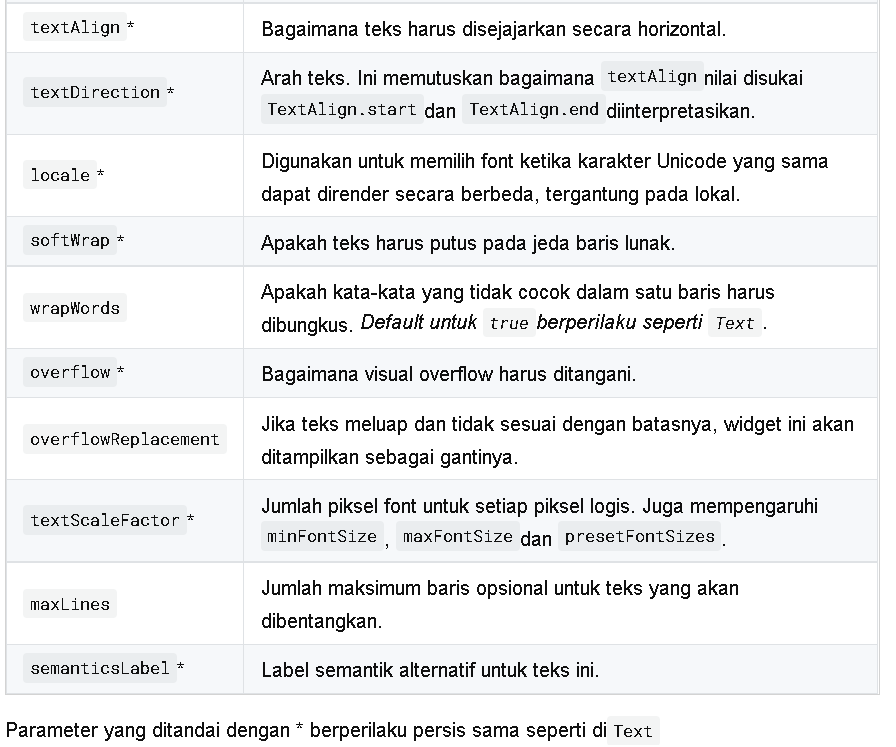 textAlign * Bagaimana teks harus disejajarkan secara horizontal.
textDirection * Arah teks. Ini memutuskan bagaimana textAlign nilai disukai
TextAlign.start dan TextAlign.end diinterpretasikan.
locale * Digunakan untuk memilih font ketika karakter Unicode yang sama
dapat dirender secara berbeda, tergantung pada lokal.
softWrap * Apakah teks harus putus pada jeda baris lunak.
wrapWords Apakah kata-kata yang tidak cocok dalam satu baris harus
dibungkus. Default untuk true berperilaku seperti Text .
overflow * Bagaimana visual overflow harus ditangani.
overflowReplacement Jika teks meluap dan tidak sesuai dengan batasnya, widget ini akan
ditampilkan sebagai gantinya.
textScaleFactor * Jumlah piksel font untuk setiap piksel logis. Juga mempengaruhi
minFontSize , maxFontSize dan presetFontSizes .
maxLines Jumlah maksimum baris opsional untuk teks yang akan
dibentangkan.
semanticsLabel * Label semantik alternatif untuk teks ini.
Parameter yang ditandai dengan * berperilaku persis sama seperti di Text